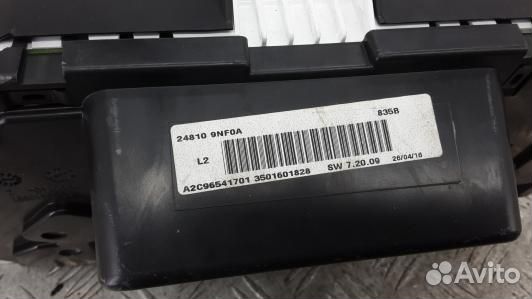 24810 9NF0A
835B
L2
A2C96541701 3501601828 SW 7.20.09 26/04/16
Avito